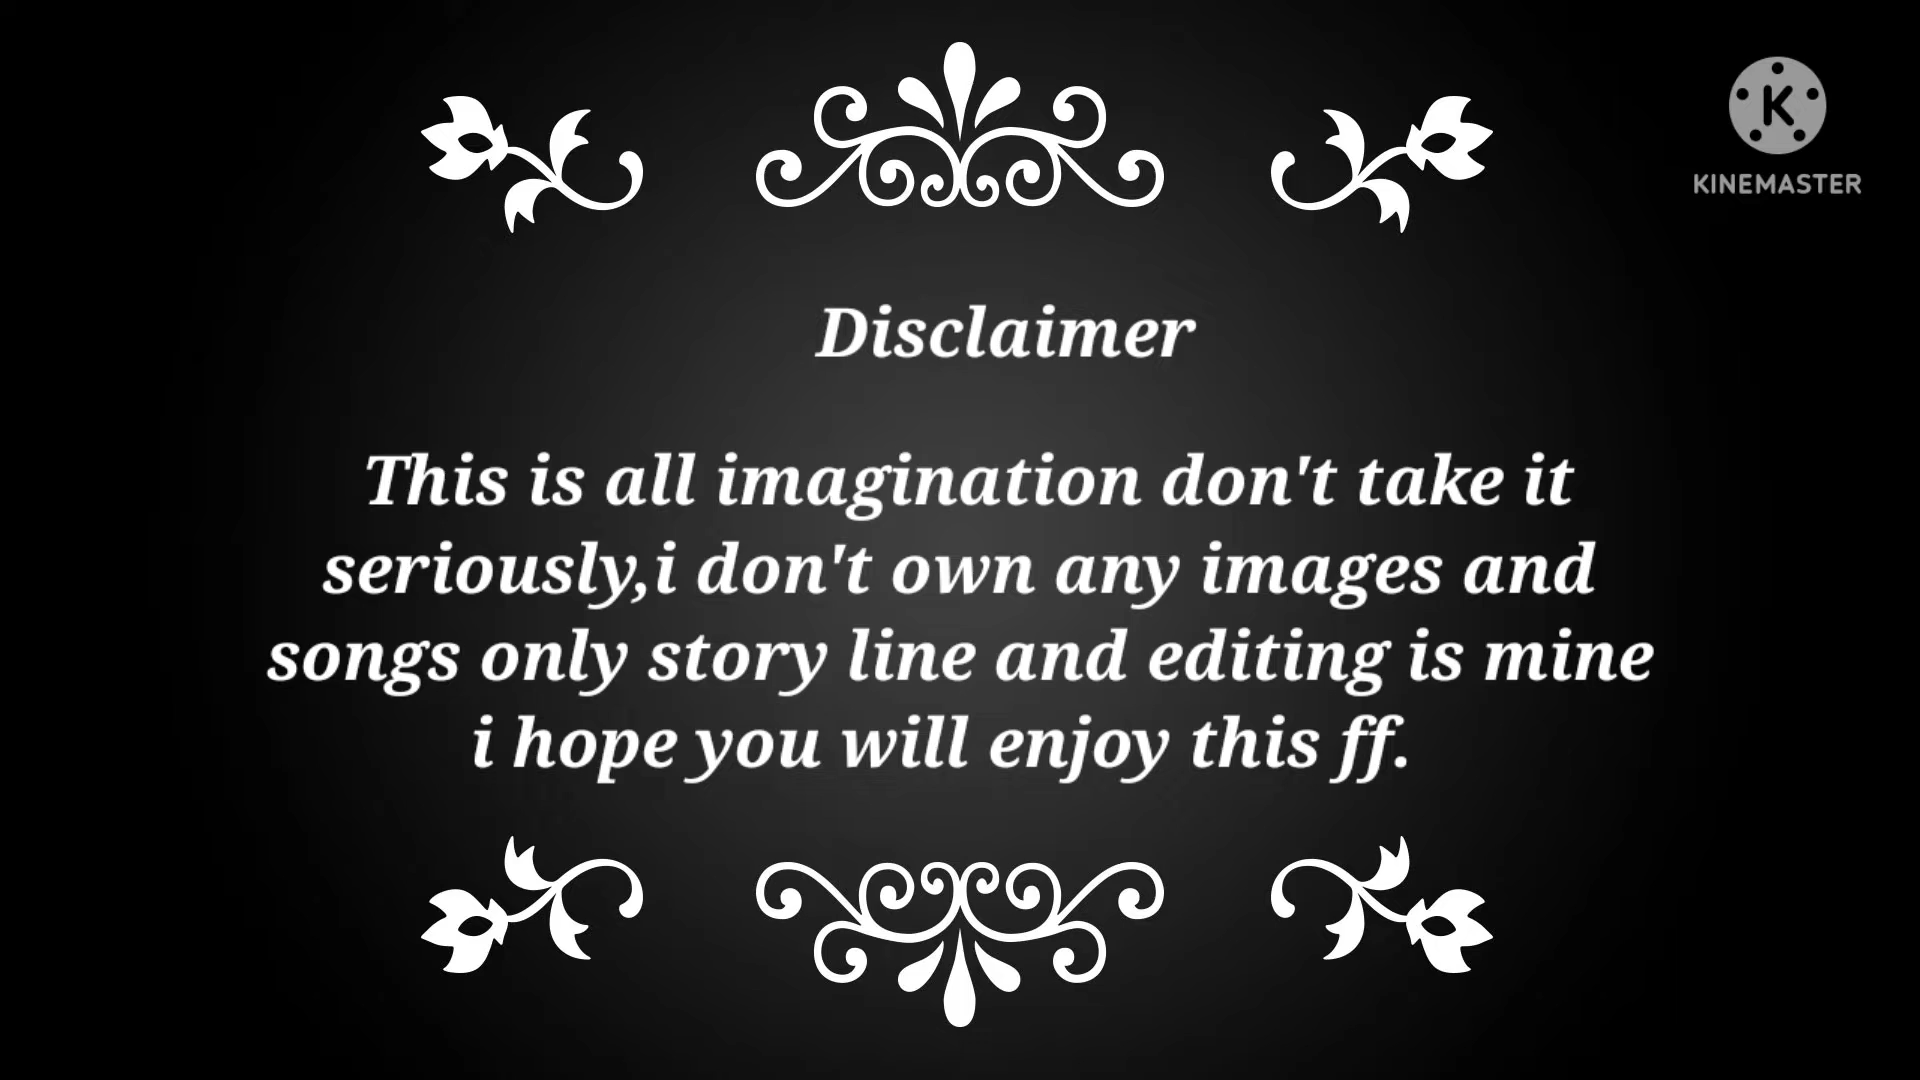 KINEMASTER
Disclaimer
This is all imagination don't take it
seriously,i don't own any images and
songs only story line and editing is mine
i hope you will enjoy this ff.